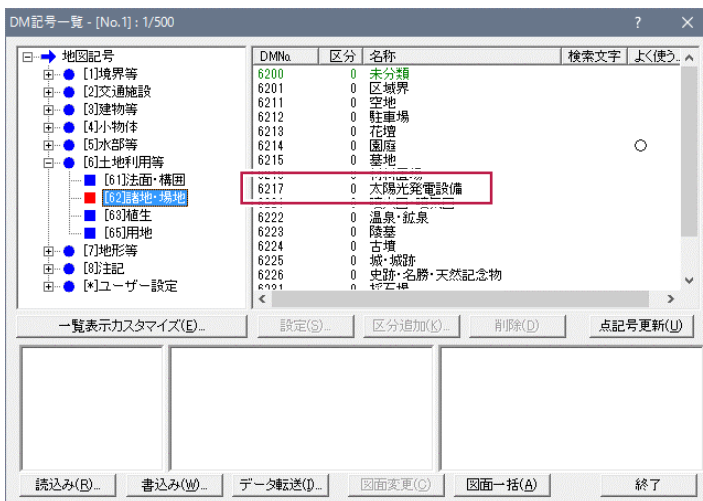 DM記号一覧 - [No.1] : 1/500
地図記号
[1]境界等
[2]交通施設
[3]建物等
[4]小物体
[5]水部等
[6]土地利用等
[61]法面・構囲
[62]諸地・場地
[63]植生
[65]用地
[7]地形等
[8]注記
[*]ユーザー設定
DMNo. 区分 名称 検索文字 よく使う..
6200 0 未分類
6201 0 区域界
6211 0 空地
6212 0 駐車場
6213 0 花壇
6214 0 園庭 ○
6215 0 墓地
6217 0 太陽光発電設備
6222 0 温泉・鉱泉
6223 0 陵墓
6224 0 古墳
6225 0 城・城跡
6226 0 史跡・名勝・天然記念物
6231 0 採石場
一覧表示カスタマイズ(E)... 設定(S)... 区分追加(K)... 削除(D) 点記号更新(U)
読込み(R)... 書込み(W)... データ転送(I)... 図面変更(C) 図面一括(A) 終了